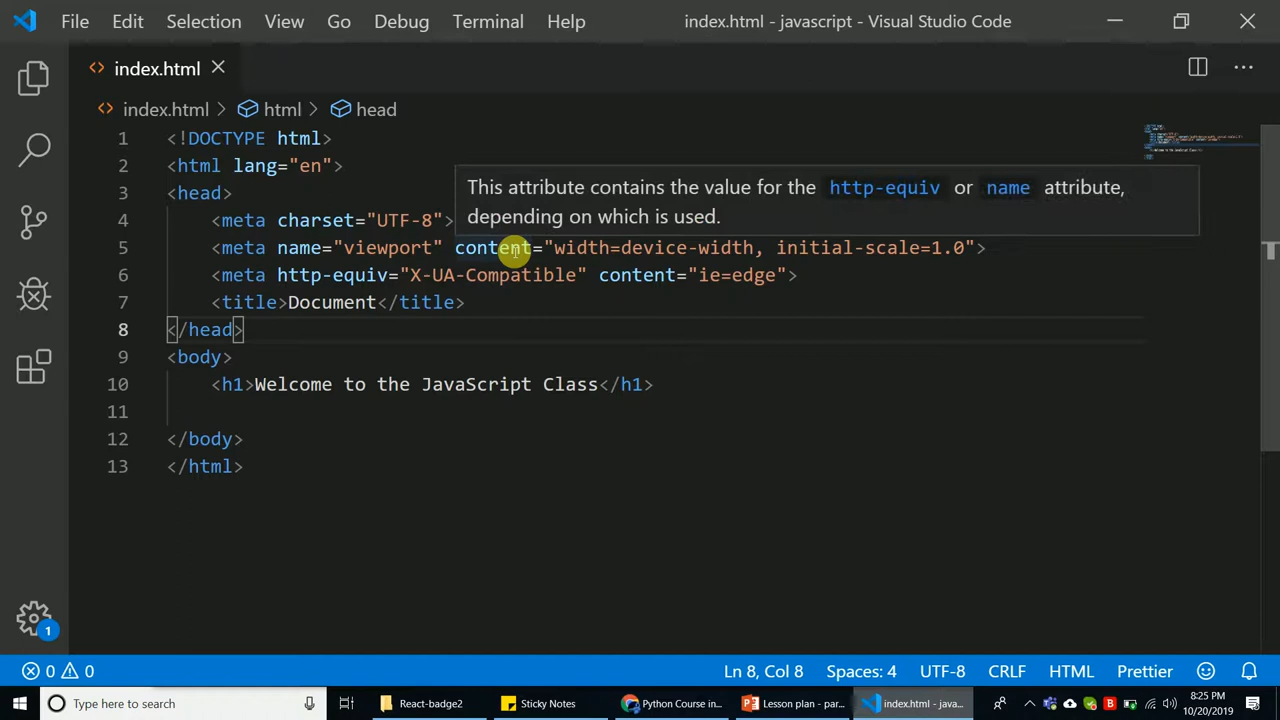 File Edit Selection View Go Debug Terminal Help index.html - javascript - Visual Studio Code
index.html
index.html > html > head
1 <!DOCTYPE html>
2 <html lang="en">
3 <head>
This attribute contains the value for the http-equiv or name attribute,
depending on which is used.
4 <meta charset="UTF-8">
5 <meta name="viewport" content="width=device-width, initial-scale=1.0">
6 <meta http-equiv="X-UA-Compatible" content="ie=edge">
7 <title>Document</title>
8 </head>
9 <body>
10 <h1>Welcome to the JavaScript Class</h1>
11
12 </body>
13 </html>
1
0 0 Ln 8, Col 8 Spaces: 4 UTF-8 CRLF HTML Prettier
Type here to search React-badge2 Sticky Notes Python Course in... Lesson plan - par... index.html - java... 8:25 PM
10/20/2019